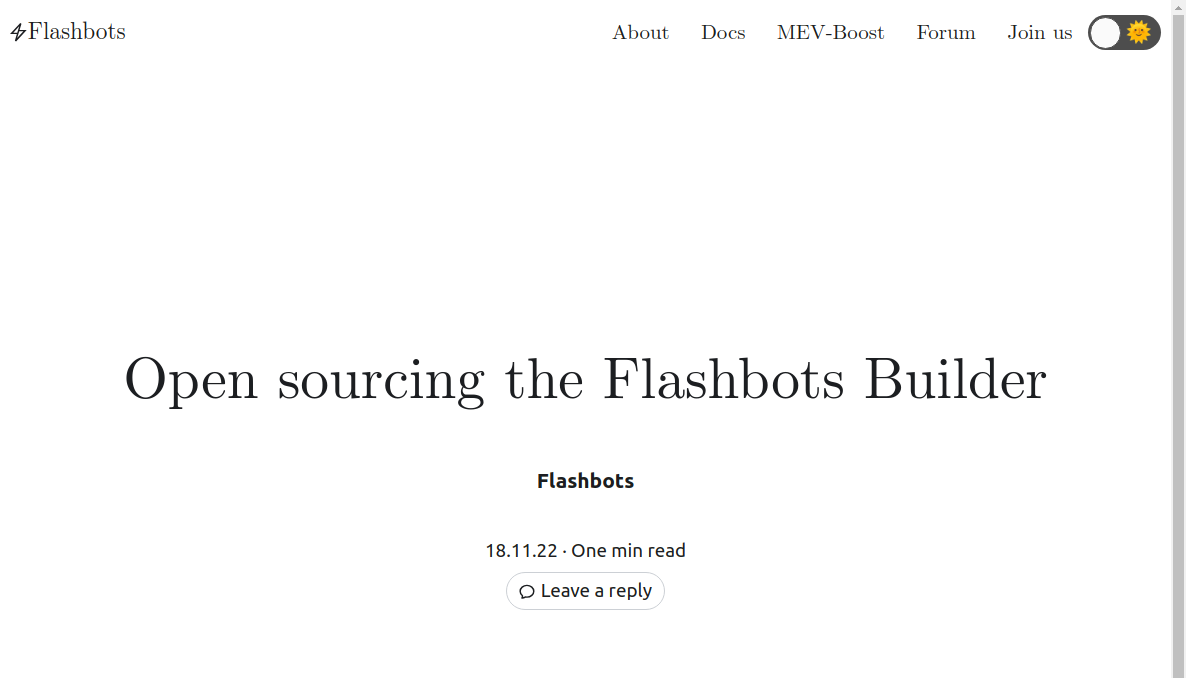 Flashbots
About Docs MEV-Boost Forum Join us
Open sourcing the Flashbots Builder
Flashbots
18.11.22 · One min read
Leave a reply